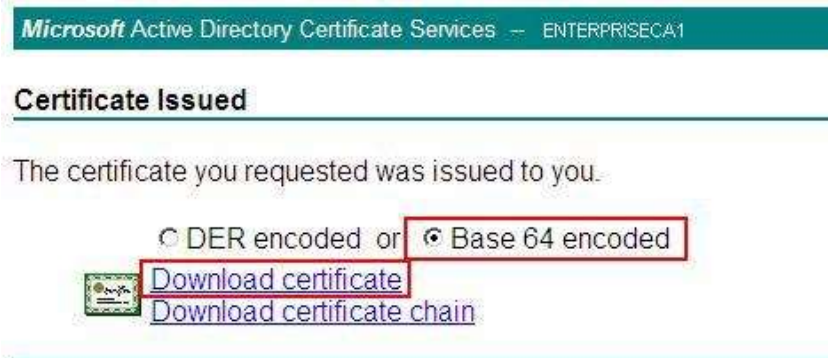 Microsoft Active Directory Certificate Services -- ENTERPRISECA1
Certificate Issued
The certificate you requested was issued to you.
DER encoded or Base 64 encoded
Download certificate
Download certificate chain